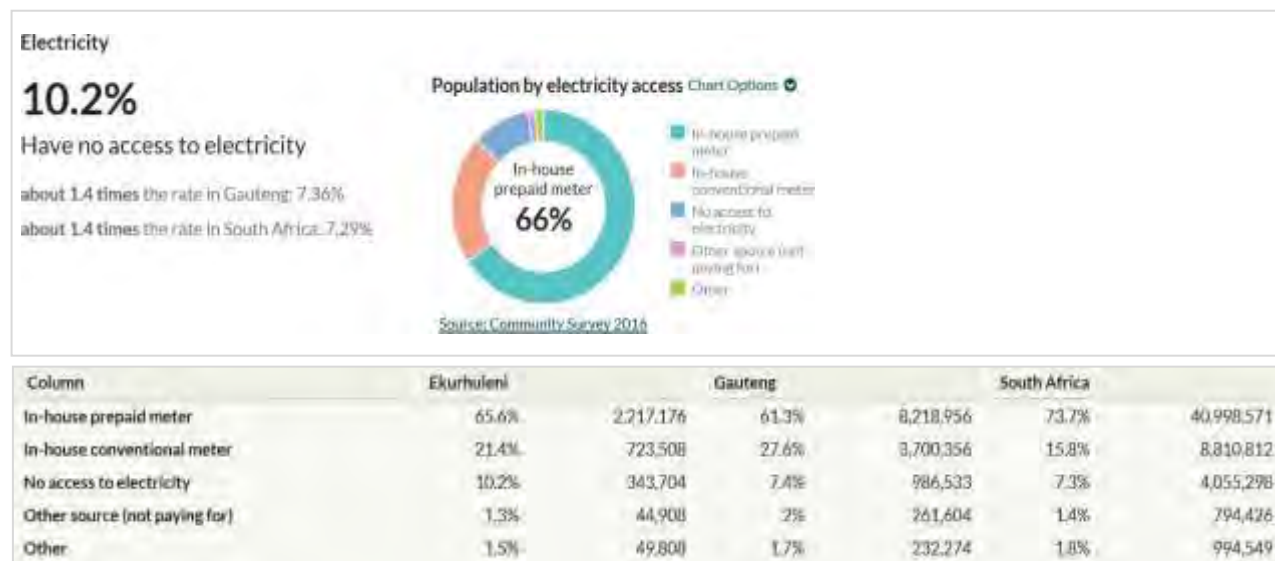 Electricity
10.2%
Have no access to electricity
about 1.4 times the rate in Gauteng: 7.36%
about 1.4 times the rate in South Africa: 7.29%
Population by electricity access Chart Options
In-house
prepaid meter
66%
In-house prepaid
meter
In-house
conventional meter
No access to
electricity
Other source (not
paying for)
Other
Source: Community Survey 2016
Column Ekurhuleni Gauteng South Africa
In-house prepaid meter 65.6% 2,217,176 61.3% 8,218,956 73.7% 40,998,571
In-house conventional meter 21.4% 723,508 27.6% 3,700,356 15.8% 8,810,812
No access to electricity 10.2% 343,704 7.4% 986,533 7.3% 4,055,298
Other source (not paying for) 1.3% 44,908 2% 261,604 1.4% 794,426
Other 1.5% 49,808 1.7% 232,274 1.8% 994,549